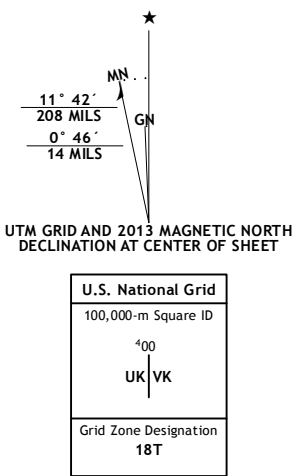 ★
MN
11° 42´
208 MILS
GN
0° 46´
14 MILS
UTM GRID AND 2013 MAGNETIC NORTH
DECLINATION AT CENTER OF SHEET
U.S. National Grid
100,000-m Square ID
⁴00
UK VK
Grid Zone Designation
18T